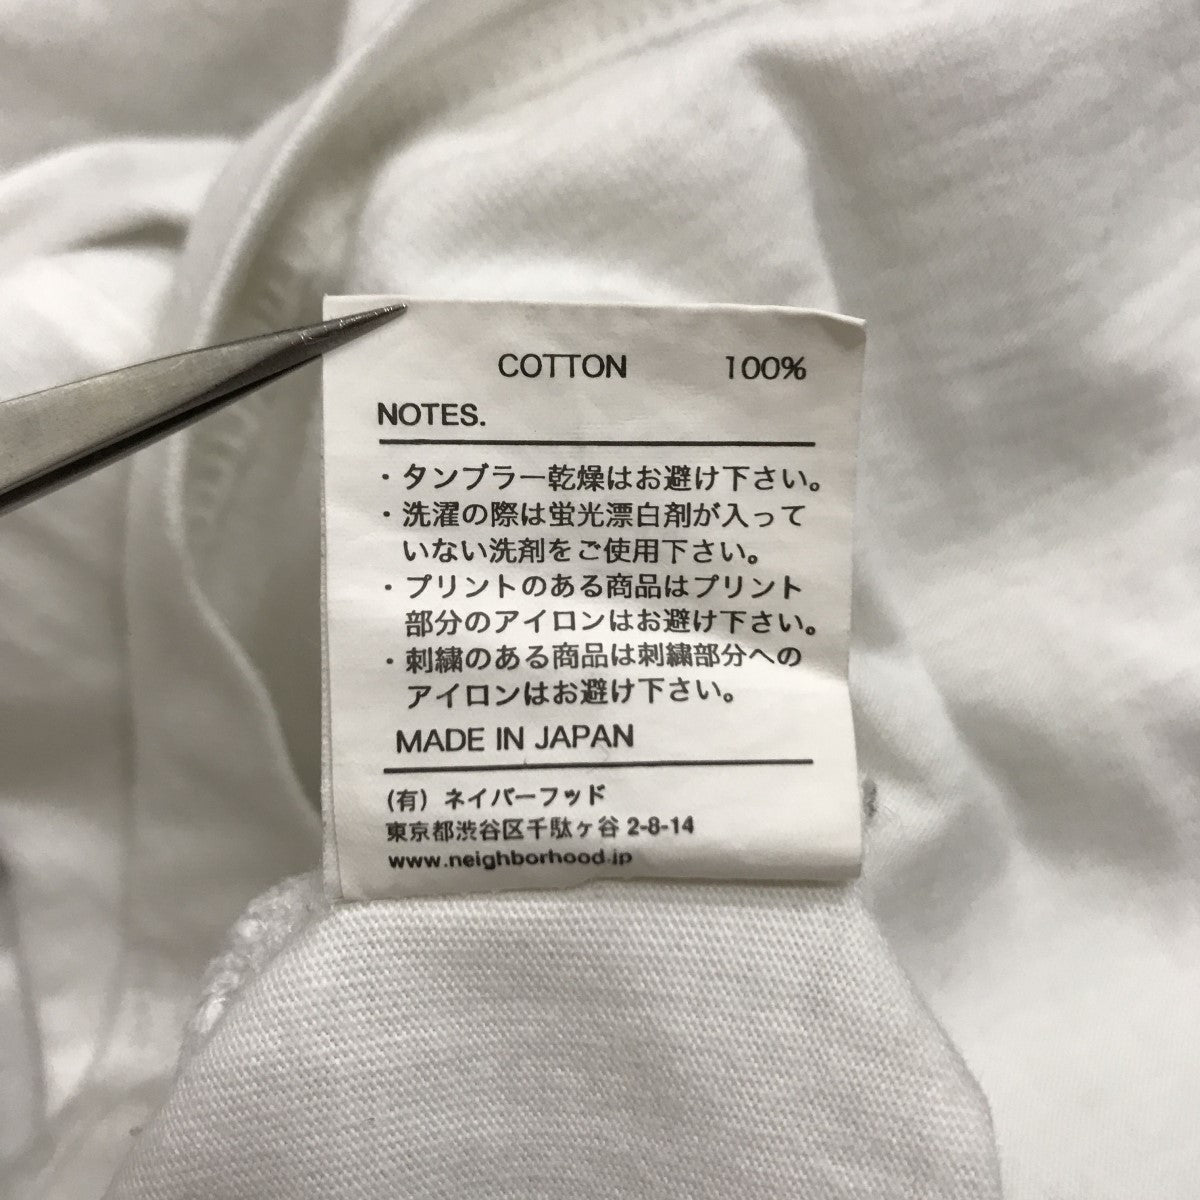 COTTON 100%
NOTES.
・タンブラー乾燥はお避け下さい。
・洗濯の際は蛍光漂白剤が入って
いない洗剤をご使用下さい。
・プリントのある商品はプリント
部分のアイロンはお避け下さい。
・刺繍のある商品は刺繍部分への
アイロンはお避け下さい。
MADE IN JAPAN
(有) ネイバーフッド
東京都渋谷区千駄ヶ谷 2-8-14
www.neighborhood.jp